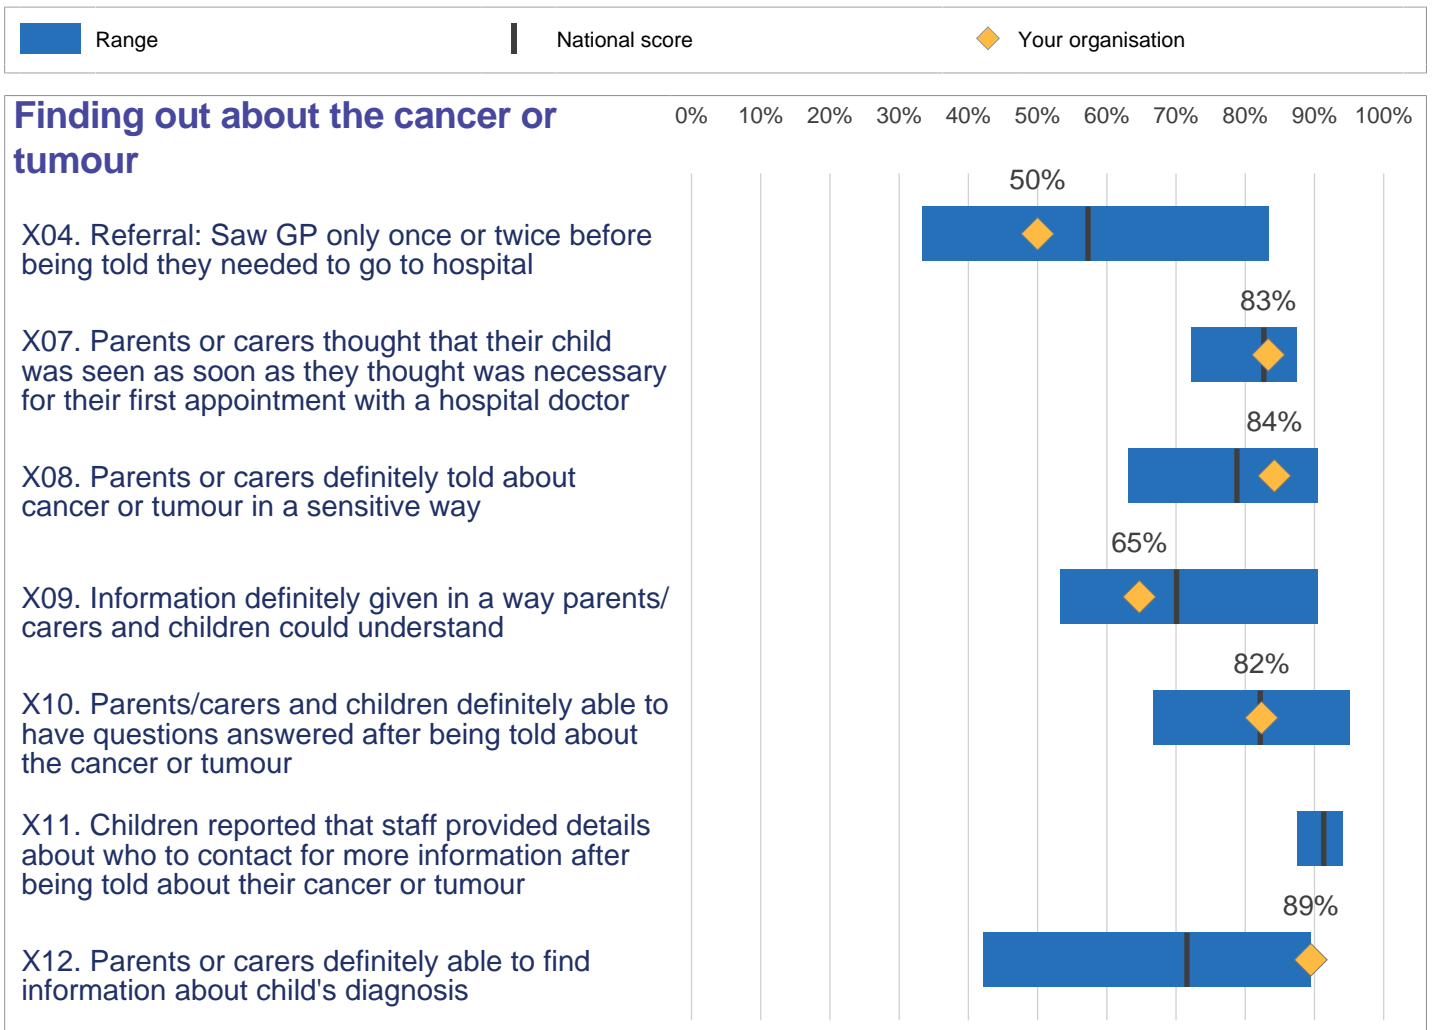 Range
National score
Your organisation
Finding out about the cancer or
tumour
0% 10% 20% 30% 40% 50% 60% 70% 80% 90% 100%
50%
X04. Referral: Saw GP only once or twice before
being told they needed to go to hospital
83%
X07. Parents or carers thought that their child
was seen as soon as they thought was necessary
for their first appointment with a hospital doctor
84%
X08. Parents or carers definitely told about
cancer or tumour in a sensitive way
65%
X09. Information definitely given in a way parents/
carers and children could understand
82%
X10. Parents/carers and children definitely able to
have questions answered after being told about
the cancer or tumour
X11. Children reported that staff provided details
about who to contact for more information after
being told about their cancer or tumour
89%
X12. Parents or carers definitely able to find
information about child's diagnosis